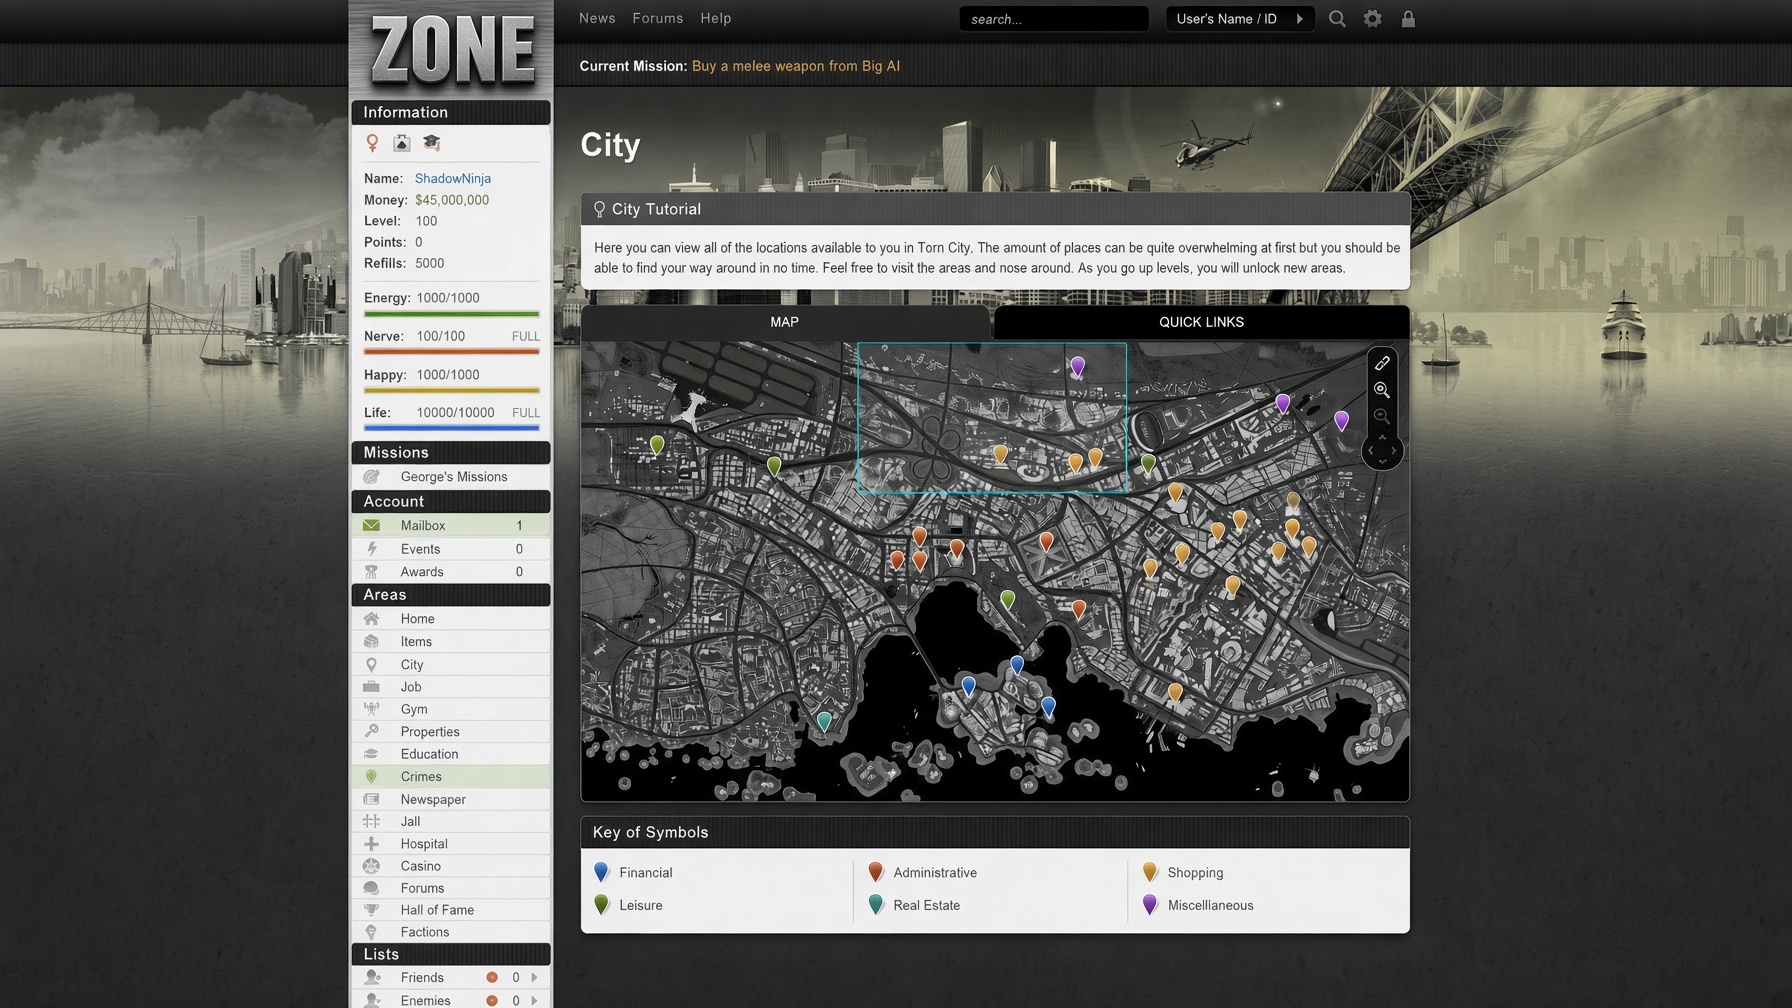 ZONE
News Forums Help
search...
User's Name / ID
Current Mission: Buy a melee weapon from Big AI
Information
Name: ShadowNinja
Money: $45,000,000
Level: 100
Points: 0
Refills: 5000
Energy: 1000/1000
Nerve: 100/100 FULL
Happy: 1000/1000
Life: 10000/10000 FULL
Missions
George's Missions
Account
Mailbox 1
Events 0
Awards 0
Areas
Home
Items
City
Job
Gym
Properties
Education
Crimes
Newspaper
Jall
Hospital
Casino
Forums
Hall of Fame
Factions
Lists
Friends 0
Enemies 0
City
City Tutorial
Here you can view all of the locations available to you in Torn City. The amount of places can be quite overwhelming at first but you should be
able to find your way around in no time. Feel free to visit the areas and nose around. As you go up levels, you will unlock new areas.
MAP
QUICK LINKS
Key of Symbols
Financial
Administrative
Shopping
Leisure
Real Estate
Miscellianeous